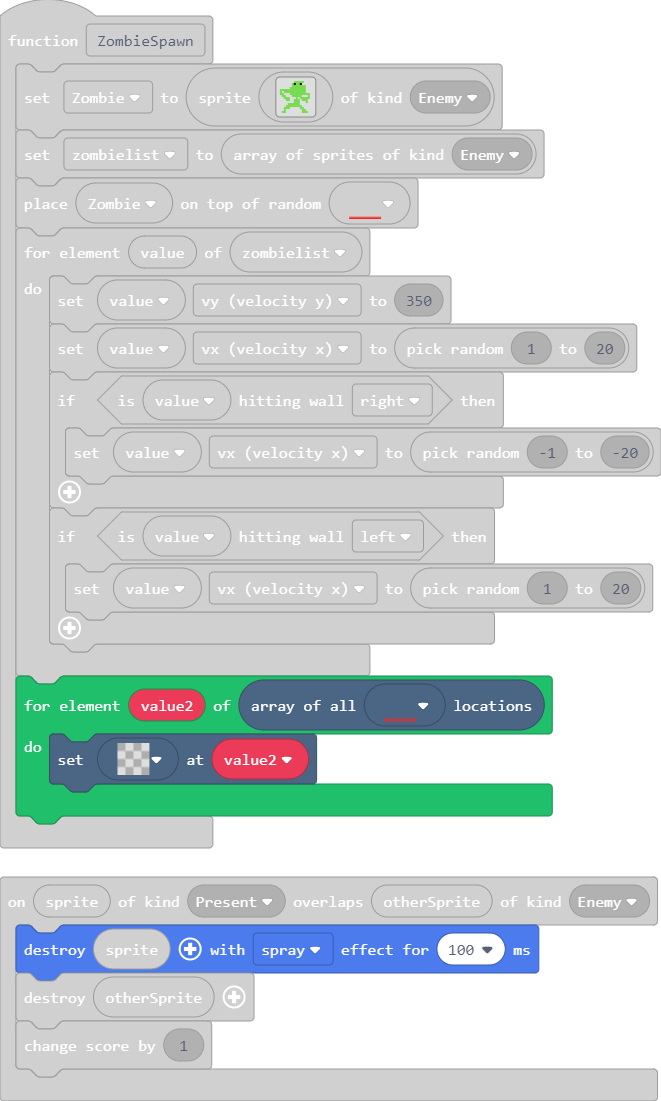 function ZombieSpawn
set Zombie to sprite of kind Enemy
set zombielist to array of sprites of kind Enemy
place Zombie on top of random
for element value of zombielist
do
set value vy (velocity y) to 350
set value vx (velocity x) to pick random 1 to 20
if is value hitting wall right then
set value vx (velocity x) to pick random -1 to -20
if is value hitting wall left then
set value vx (velocity x) to pick random 1 to 20
for element value2 of array of all locations
do
set at value2
on sprite of kind Present overlaps otherSprite of kind Enemy
destroy sprite with spray effect for 100 ms
destroy otherSprite
change score by 1